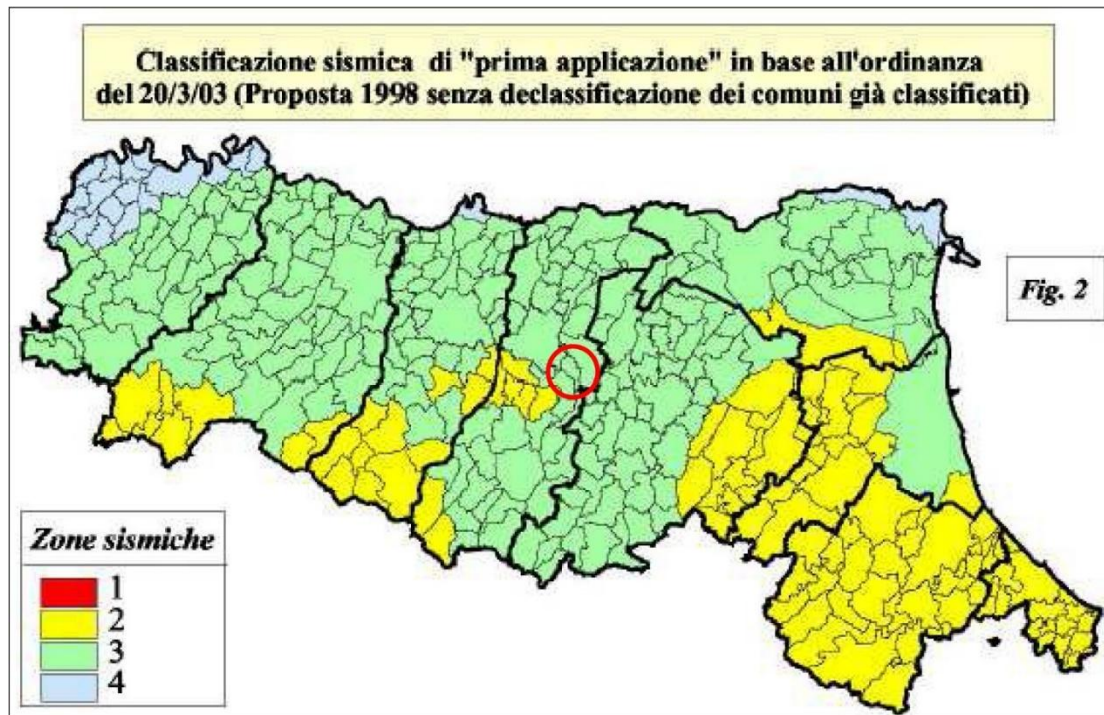 Classificazione sismica di "prima applicazione" in base all'ordinanza
del 20/3/03 (Proposta 1998 senza declassificazione dei comuni già classificati)
Fig. 2
Zone sismiche
1
2
3
4